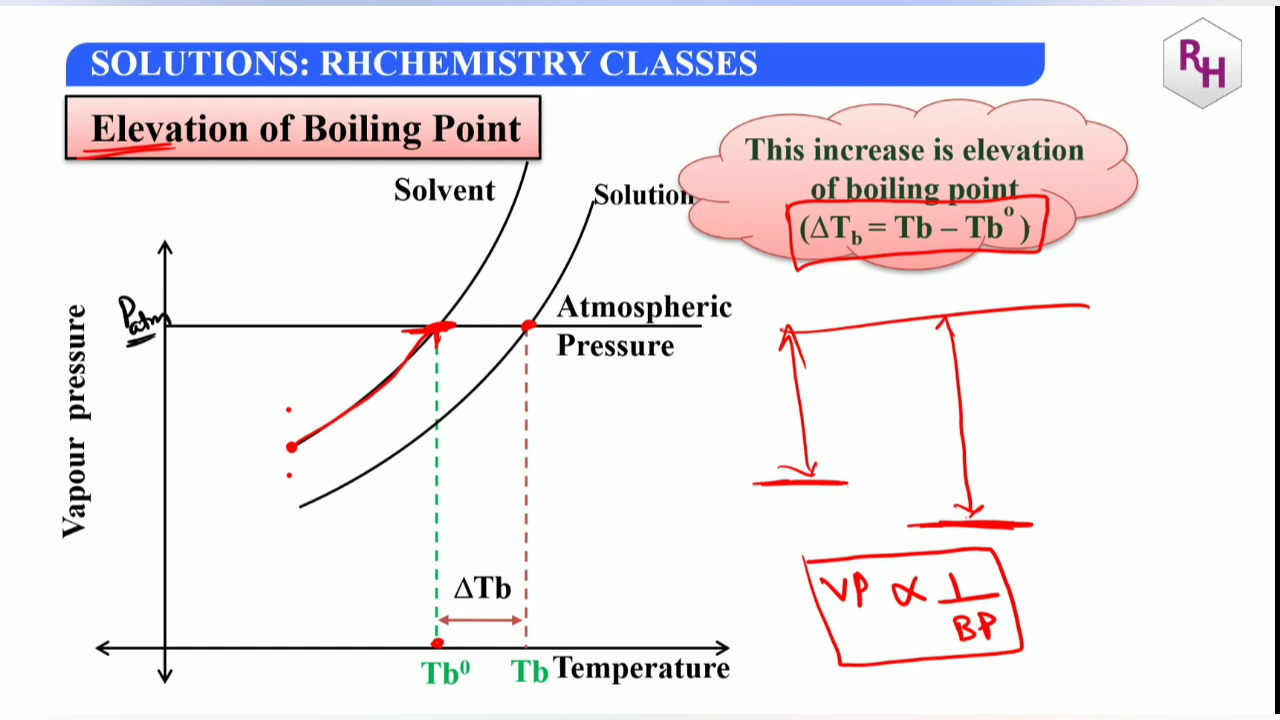 SOLUTIONS: RHCHEMISTRY CLASSES
RH
Elevation of Boiling Point
This increase is elevation
of boiling point
(ΔTb = Tb – Tb°)
Solvent
Solution
Patm
Atmospheric
Pressure
Vapour pressure
ΔTb
VP ∝ 1/BP
Tb⁰
Tb
Temperature